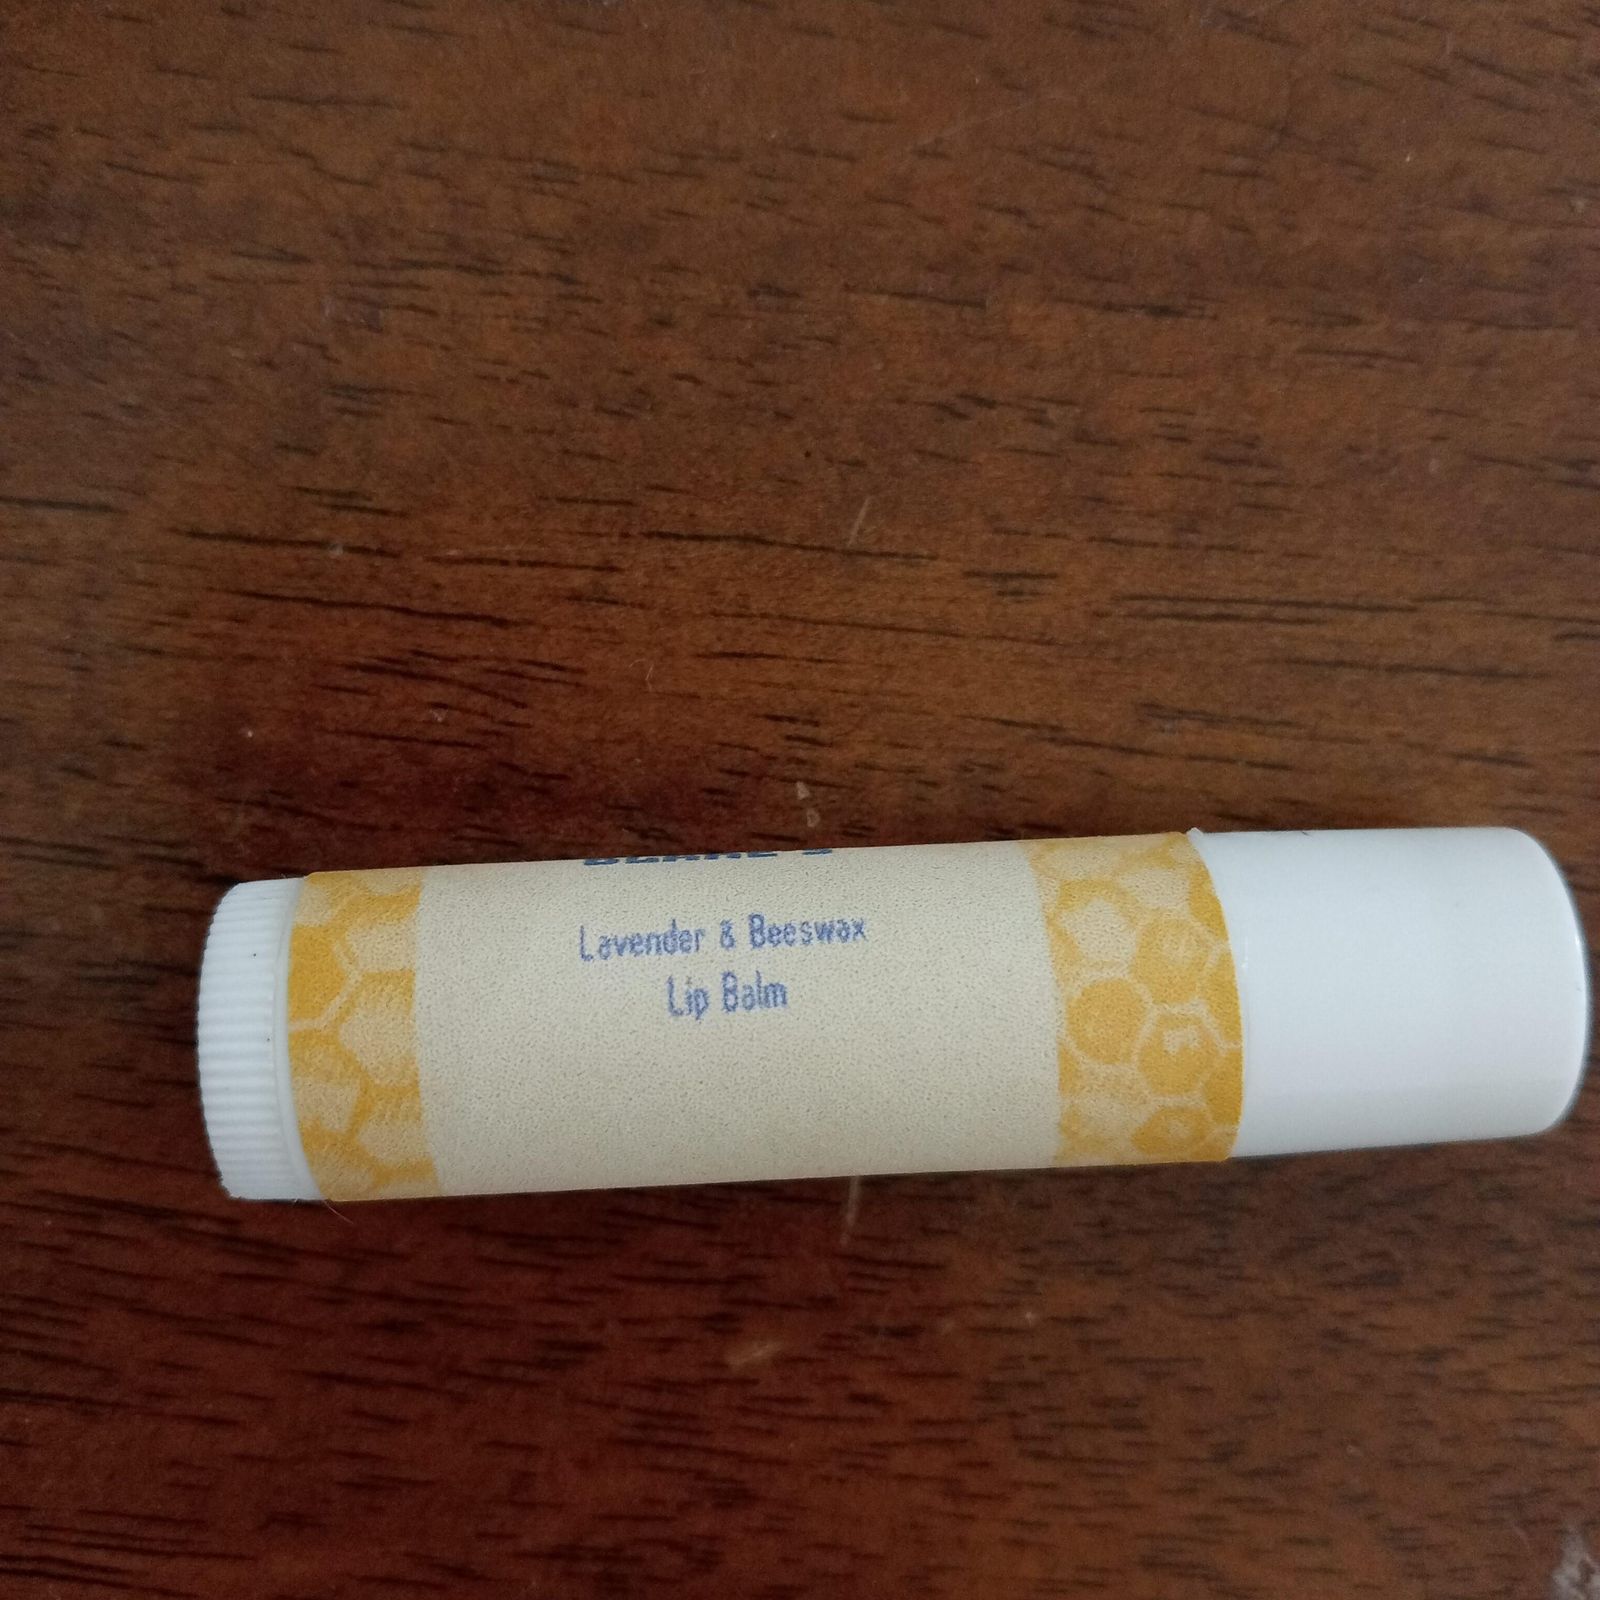 Lavender & Beeswax
Lip Balm